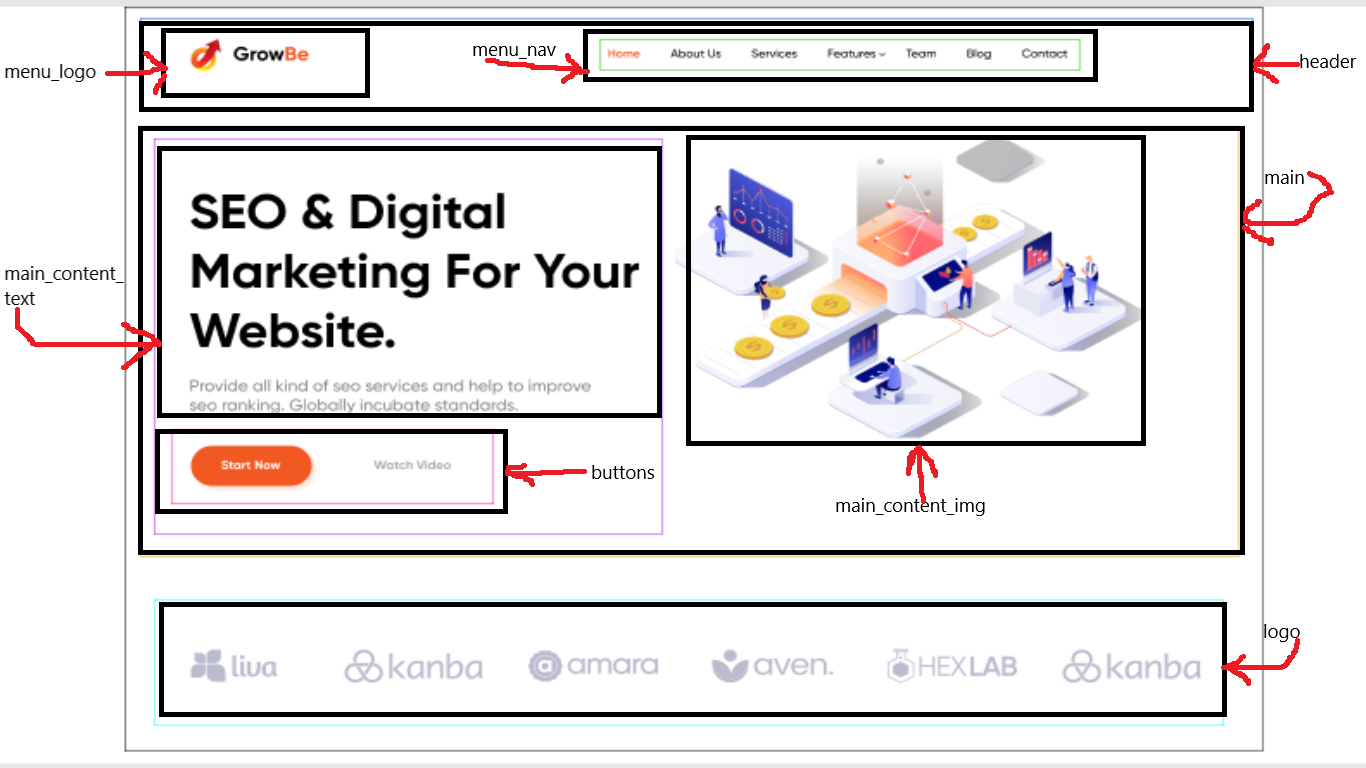 menu_logo
GrowBe
menu_nav
Home About Us Services Features Team Blog Contact
header
main
SEO & Digital
Marketing For Your
Website.
main_content_
text
Provide all kind of seo services and help to improve
seo ranking. Globally incubate standards.
Start Now Watch Video
buttons
main_content_img
logo
liva kanba amara aven. HEXLAB kanba